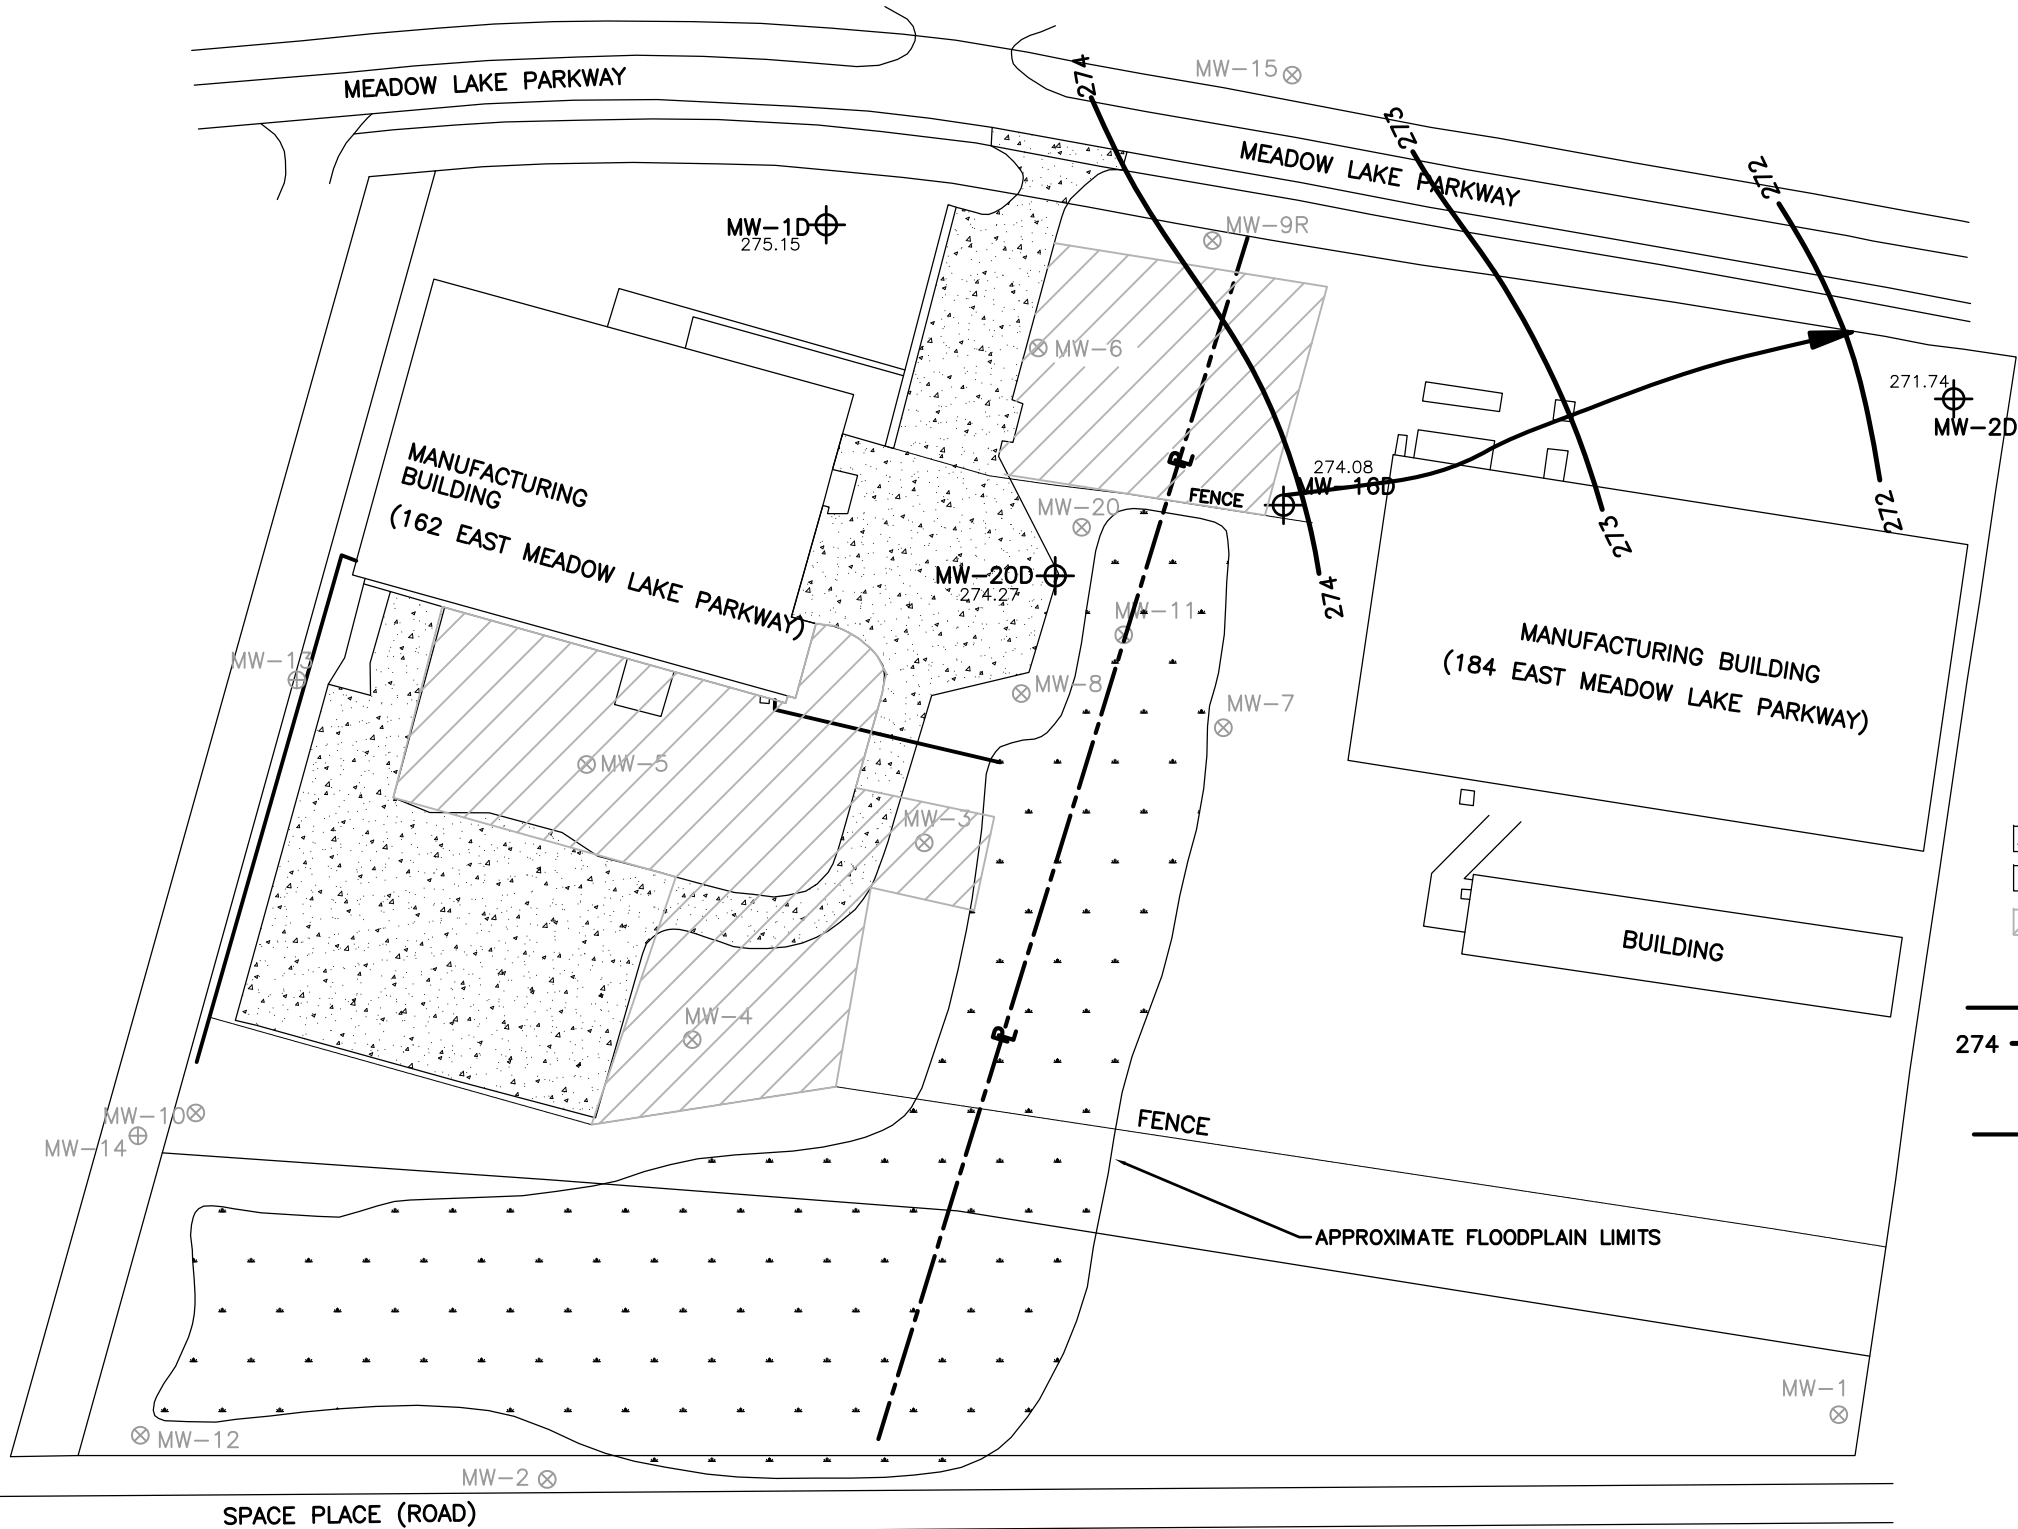 MEADOW LAKE PARKWAY
274
MW-15
273
MEADOW LAKE PARKWAY
272
MW-1D
275.15
MW-9R
MW-6
271.74
MW-2D
MANUFACTURING
BUILDING
(162 EAST MEADOW LAKE PARKWAY)
274.08
MW-16D
FENCE
MW-20
272
273
MW-20D
274.27
274
MW-11
MANUFACTURING BUILDING
(184 EAST MEADOW LAKE PARKWAY)
MW-13
MW-8
MW-7
MW-5
MW-3
BUILDING
MW-4
274
MW-10
MW-14
FENCE
APPROXIMATE FLOODPLAIN LIMITS
MW-1
MW-12
MW-2
SPACE PLACE (ROAD)